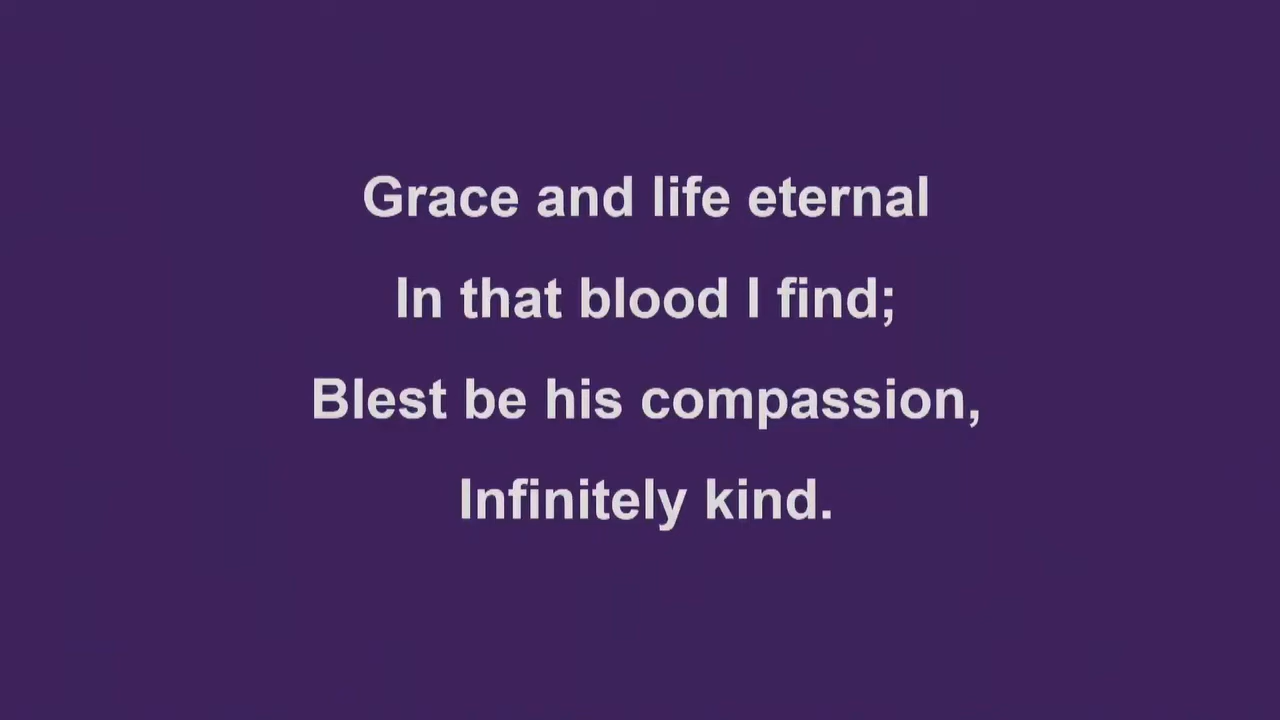 Grace and life eternal
In that blood I find;
Blest be his compassion,
Infinitely kind.